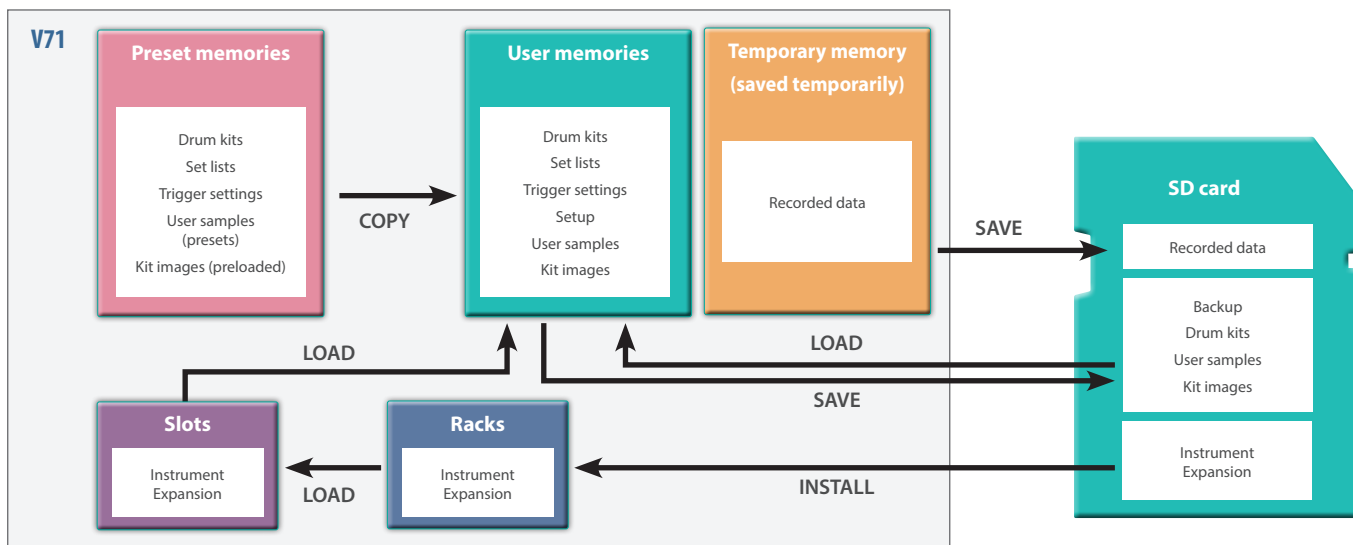 V71
Preset memories
Drum kits
Set lists
Trigger settings
User samples
(presets)
Kit images (preloaded)
COPY
User memories
Drum kits
Set lists
Trigger settings
Setup
User samples
Kit images
Temporary memory
(saved temporarily)
Recorded data
SAVE
SD card
Recorded data
Backup
Drum kits
User samples
Kit images
Instrument
Expansion
LOAD
LOAD
SAVE
Slots
Instrument
Expansion
LOAD
Racks
Instrument
Expansion
INSTALL